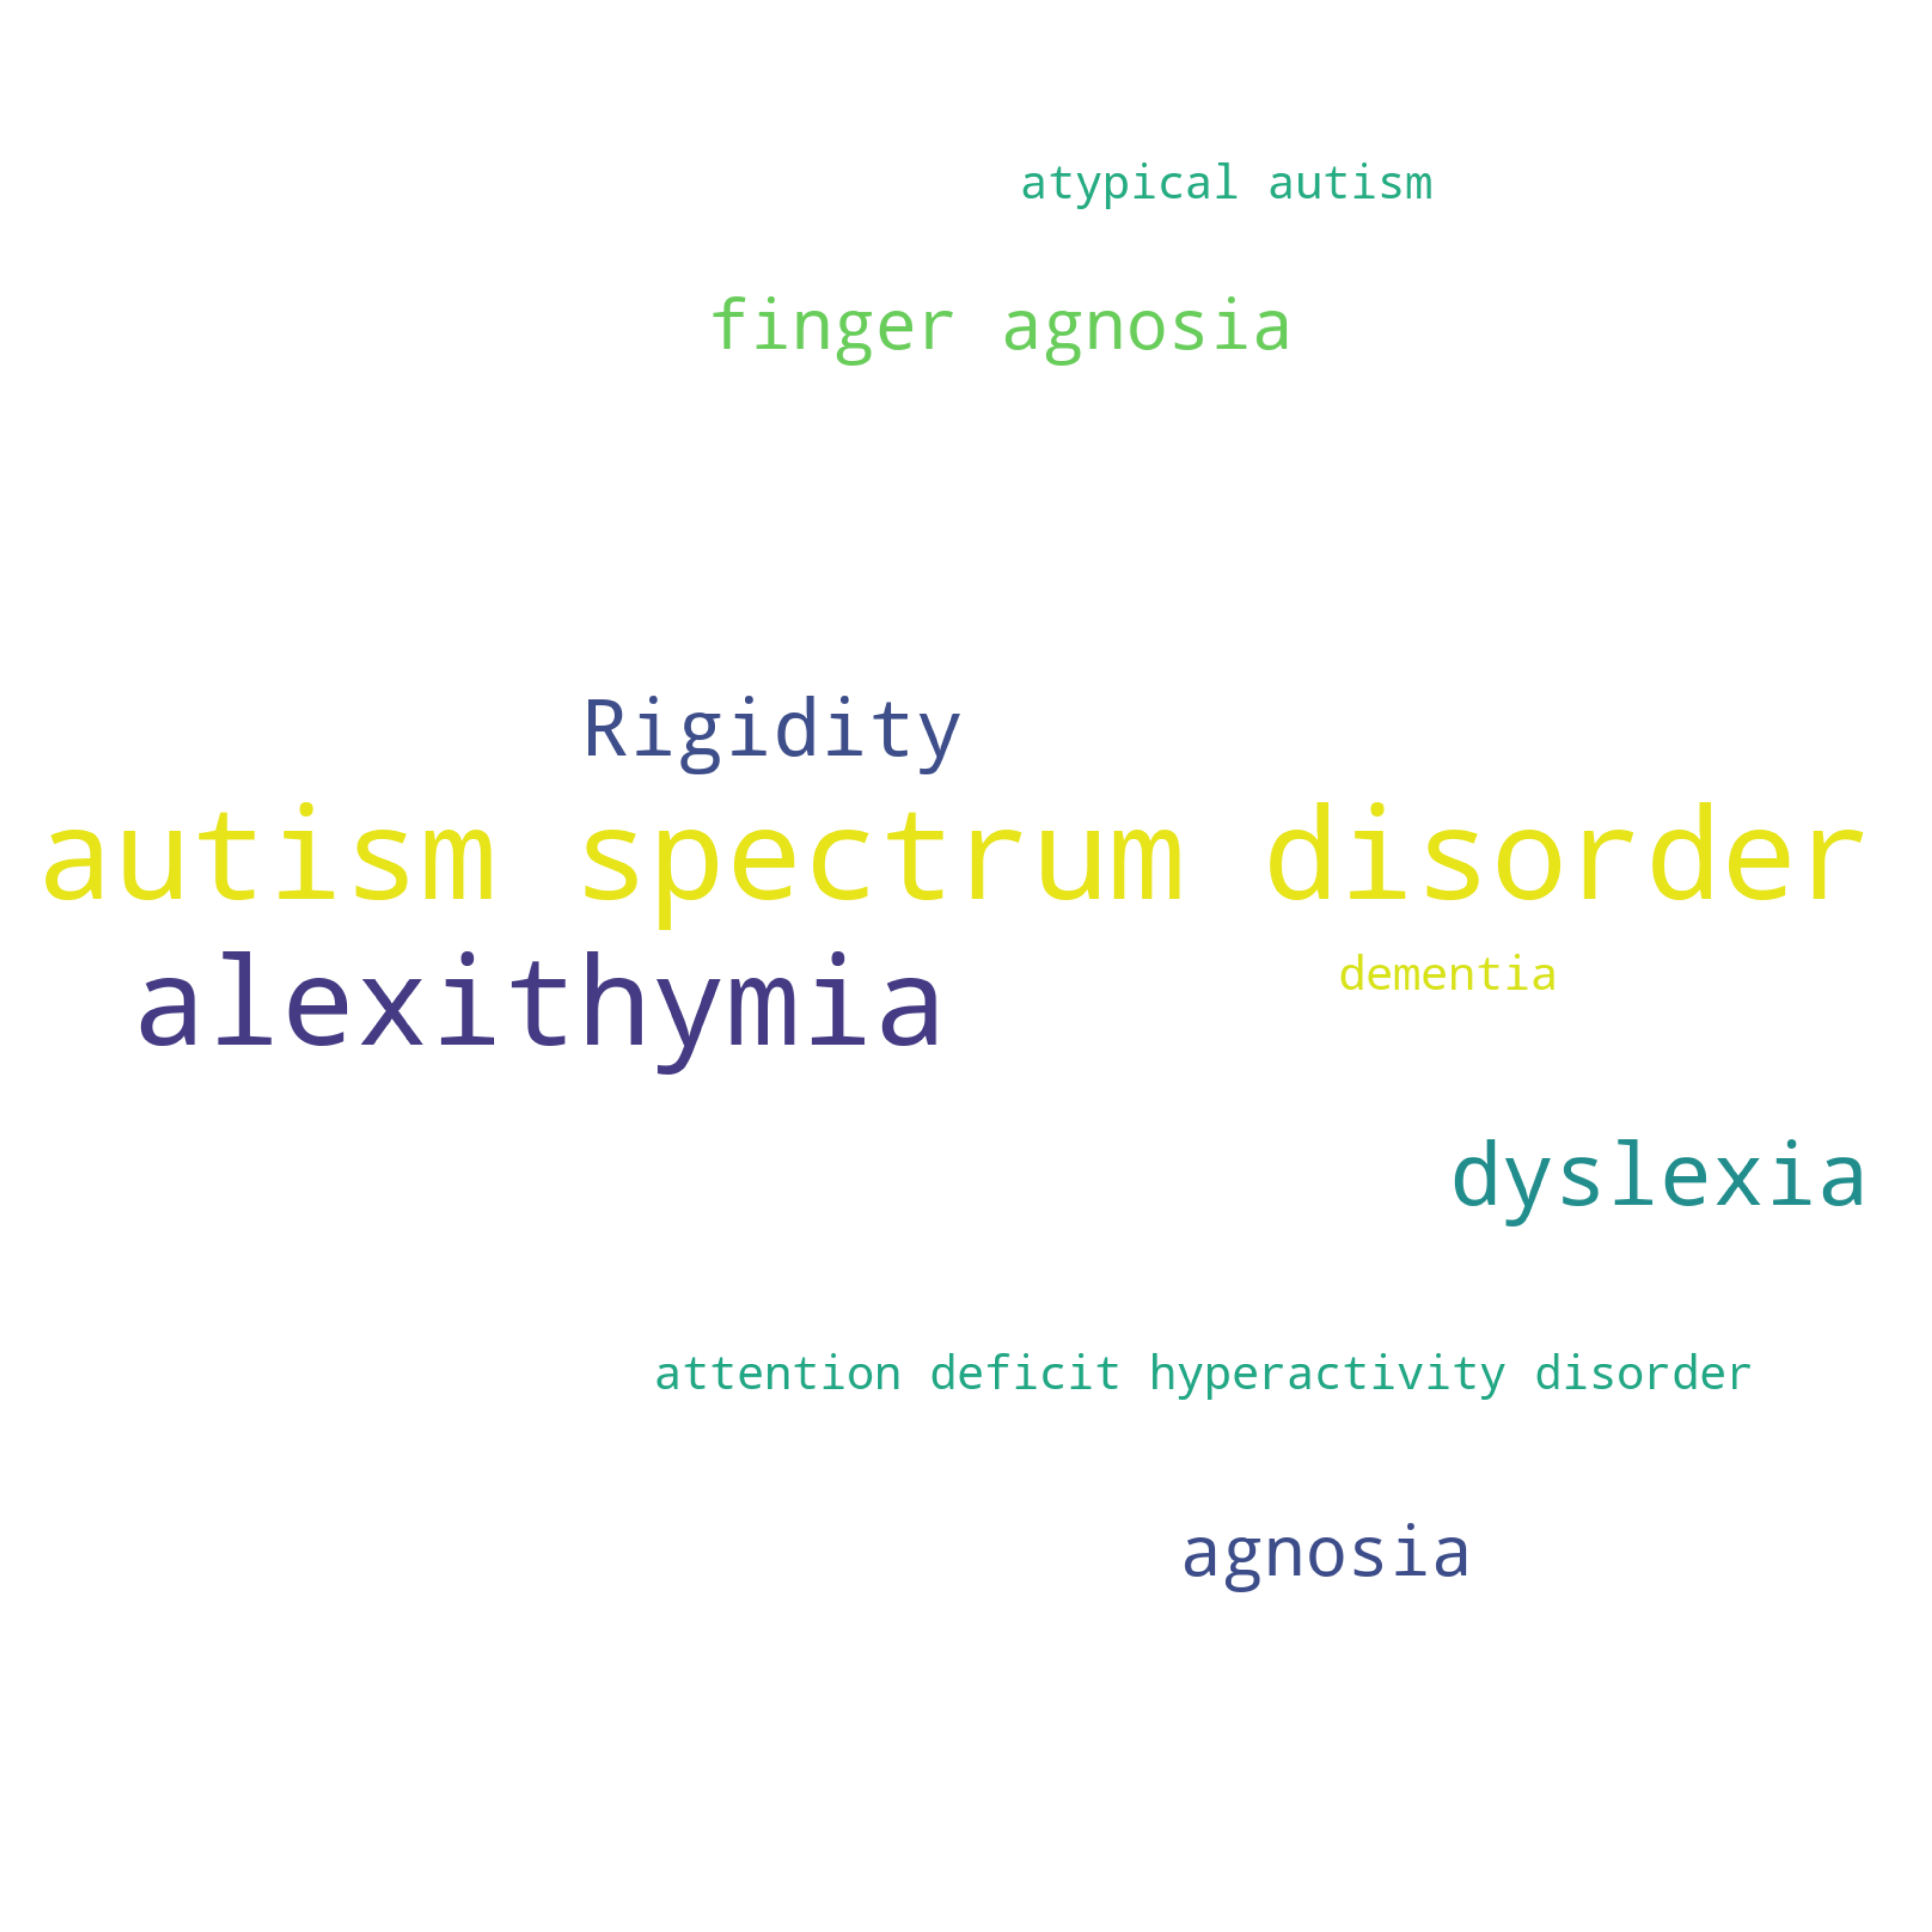 atypical autism
finger agnosia
Rigidity
autism spectrum disorder
alexithymia
dementia
dyslexia
attention deficit hyperactivity disorder
agnosia